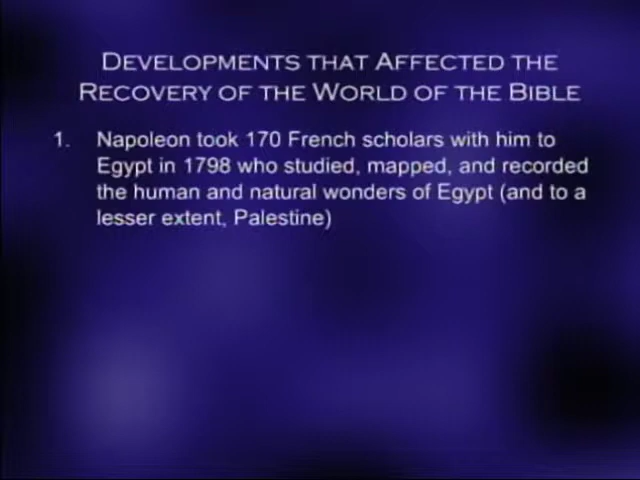 Developments that Affected the
Recovery of the World of the Bible
1. Napoleon took 170 French scholars with him to
Egypt in 1798 who studied, mapped, and recorded
the human and natural wonders of Egypt (and to a
lesser extent, Palestine)